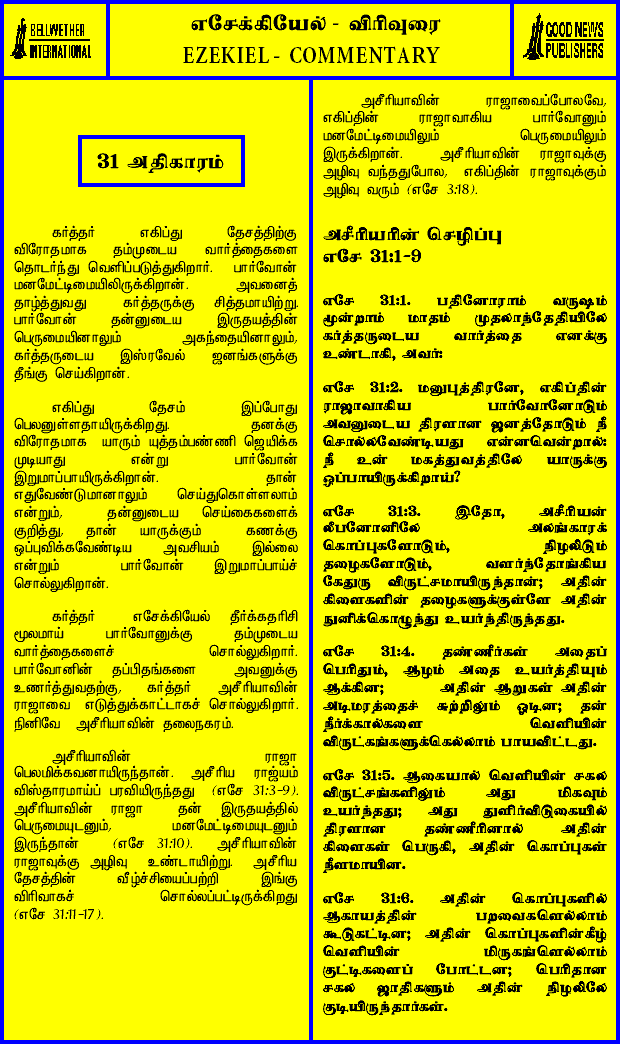 BELLWETHER
INTERNATIONAL
எசேக்கியேல் - விரிவுரை
EZEKIEL - COMMENTARY
GOOD NEWS
PUBLISHERS
31 அதிகாரம்
கர்த்தர் எகிப்து தேசத்திற்கு
விரோதமாக தம்முடைய வார்த்தைகளை
தொடர்ந்து வெளிப்படுத்துகிறார். பார்வோன்
மனமேட்டிமையிலிருக்கிறான். அவனைத்
தாழ்த்துவது கர்த்தருக்கு சித்தமாயிற்று.
பார்வோன் தன்னுடைய இருதயத்தின்
பெருமையினாலும் அகந்தையினாலும்,
கர்த்தருடைய இஸ்ரவேல் ஜனங்களுக்கு
தீங்கு செய்கிறான்.
எகிப்து தேசம் இப்போது
பெலனுள்ளதாயிருக்கிறது. தனக்கு
விரோதமாக யாரும் யுத்தம்பண்ணி ஜெயிக்க
முடியாது என்று பார்வோன்
இறுமாப்பாயிருக்கிறான். தான்
எதுவேண்டுமானாலும் செய்துகொள்ளலாம்
என்றும், தன்னுடைய செய்கைகளைக்
குறித்து, தான் யாருக்கும் கணக்கு
ஒப்புவிக்கவேண்டிய அவசியம் இல்லை
என்றும் பார்வோன் இறுமாப்பாய்ச்
சொல்லுகிறான்.
கர்த்தர் எசேக்கியேல் தீர்க்கதரிசி
மூலமாய் பார்வோனுக்கு தம்முடைய
வார்த்தைகளைச் சொல்லுகிறார்.
பார்வோனின் தப்பிதங்களை அவனுக்கு
உணர்த்துவதற்கு, கர்த்தர் அசீரியாவின்
ராஜாவை எடுத்துக்காட்டாகச் சொல்லுகிறார்.
நினிவே அசீரியாவின் தலைநகரம்.
அசீரியாவின் ராஜா
பெலமிக்கவனாயிருந்தான். அசீரிய ராஜ்யம்
விஸ்தாரமாய்ப் பரவியிருந்தது (எசே 31:3-9).
அசீரியாவின் ராஜா தன் இருதயத்தில்
பெருமையுடனும், மனமேட்டிமையுடனும்
இருந்தான் (எசே 31:10). அசீரியாவின்
ராஜாவுக்கு அழிவு உண்டாயிற்று. அசீரிய
தேசத்தின் வீழ்ச்சியைப்பற்றி இங்கு
விரிவாகச் சொல்லப்பட்டிருக்கிறது
(எசே 31:11-17).
அசீரியாவின் ராஜாவைப்போலவே,
எகிப்தின் ராஜாவாகிய பார்வோனும்
மனமேட்டிமையிலும் பெருமையிலும்
இருக்கிறான். அசீரியாவின் ராஜாவுக்கு
அழிவு வந்ததுபோல, எகிப்தின் ராஜாவுக்கும்
அழிவு வரும் (எசே 3:18).
அசீரியரின் செழிப்பு
எசே 31:1-9
எசே 31:1. பதினோராம் வருஷம்
மூன்றாம் மாதம் முதலாந்தேதியிலே
கர்த்தருடைய வார்த்தை எனக்கு
உண்டாகி, அவர்:
எசே 31:2. மனுபுத்திரனே, எகிப்தின்
ராஜாவாகிய பார்வோனோடும்
அவனுடைய திரளான ஜனத்தோடும் நீ
சொல்லவேண்டியது என்னவென்றால்:
நீ உன் மகத்துவத்திலே யாருக்கு
ஒப்பாயிருக்கிறாய்?
எசே 31:3. இதோ, அசீரியன்
லீபனோனிலே அலங்காரக்
கொப்புகளோடும், நிழலிடும்
தழைகளோடும், வளர்ந்தோங்கிய
கேதுரு விருட்சமாயிருந்தான்; அதின்
கிளைகளின் தழைகளுக்குள்ளே அதின்
நுனிக்கொழுந்து உயர்ந்திருந்தது.
எசே 31:4. தண்ணீர்கள் அதைப்
பெரிதும், ஆழம் அதை உயர்த்தியும்
ஆக்கின; அதின் ஆறுகள் அதின்
அடிமரத்தைச் சுற்றிலும் ஓடின; தன்
நீர்க்கால்களை வெளியின்
விருட்கங்களுக்கெல்லாம் பாயவிட்டது.
எசே 31:5. ஆகையால் வெளியின் சகல
விருட்சங்களிலும் அது மிகவும்
உயர்ந்தது; அது துளிர்விடுகையில்
திரளான தண்ணீரினால் அதின்
கிளைகள் பெருகி, அதின் கொப்புகள்
நீளமாயின.
எசே 31:6. அதின் கொப்புகளில்
ஆகாயத்தின் பறவைகளெல்லாம்
கூடுகட்டின; அதின் கொப்புகளின்கீழ்
வெளியின் மிருகங்ளெல்லாம்
குட்டிகளைப் போட்டன; பெரிதான
சகல ஜாதிகளும் அதின் நிழலிலே
குடியிருந்தார்கள்.